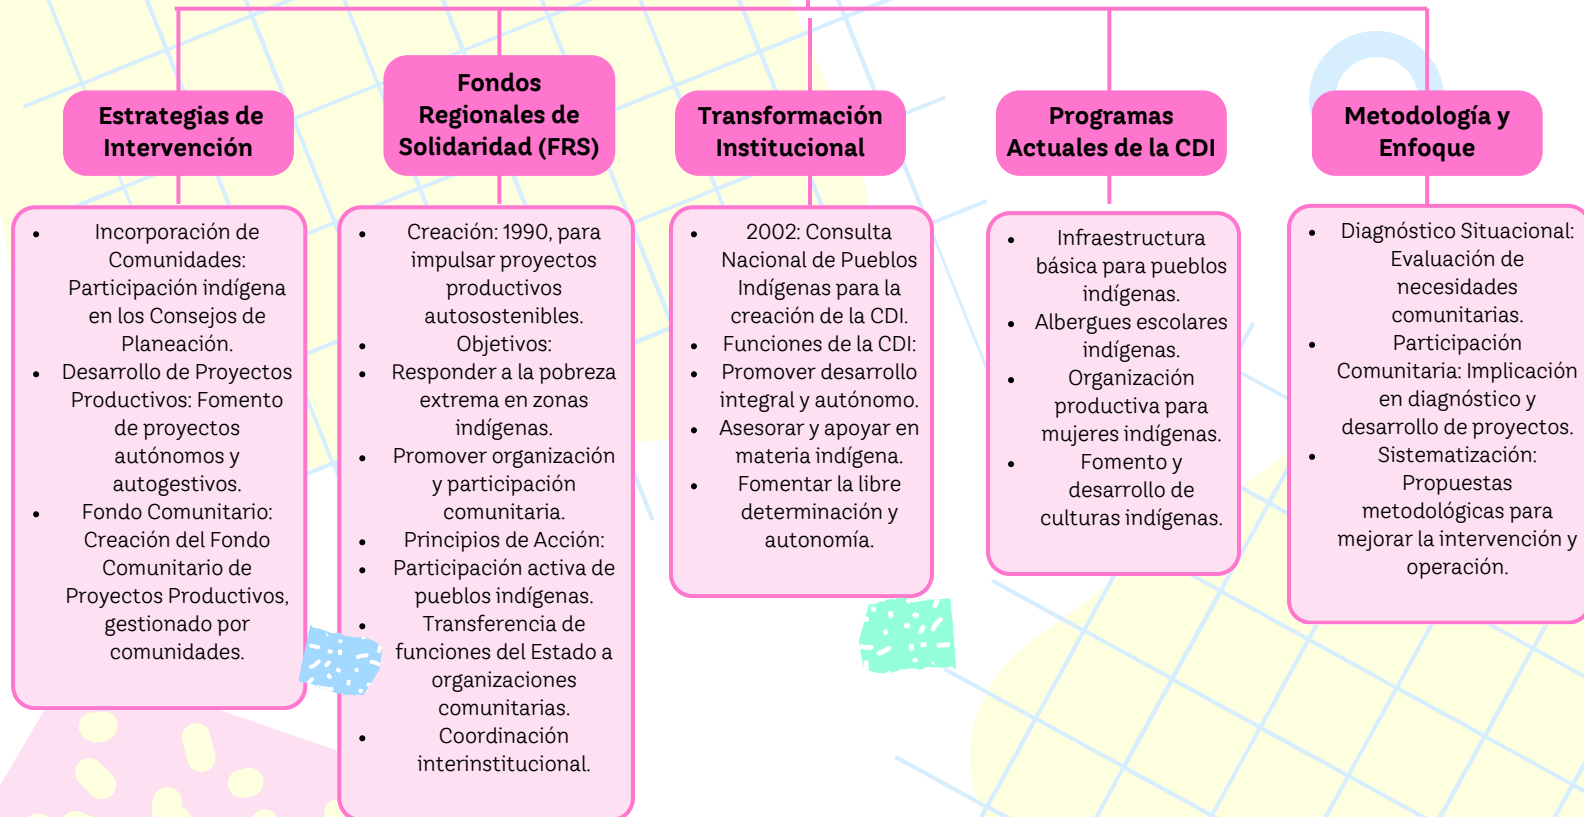 Estrategias de
Intervención
• Incorporación de
Comunidades:
Participación indígena
en los Consejos de
Planeación.
• Desarrollo de Proyectos
Productivos: Fomento
de proyectos
autónomos y
autogestivos.
• Fondo Comunitario:
Creación del Fondo
Comunitario de
Proyectos Productivos,
gestionado por
comunidades.
Fondos
Regionales de
Solidaridad (FRS)
• Creación: 1990, para
impulsar proyectos
productivos
autosostenibles.
• Objetivos:
• Responder a la pobreza
extrema en zonas
indígenas.
• Promover organización
y participación
comunitaria.
• Principios de Acción:
• Participación activa de
pueblos indígenas.
• Transferencia de
funciones del Estado a
organizaciones
comunitarias.
• Coordinación
interinstitucional.
Transformación
Institucional
• 2002: Consulta
Nacional de Pueblos
Indígenas para la
creación de la CDI.
• Funciones de la CDI:
• Promover desarrollo
integral y autónomo.
• Asesorar y apoyar en
materia indígena.
• Fomentar la libre
determinación y
autonomía.
Programas
Actuales de la CDI
• Infraestructura
básica para pueblos
indígenas.
• Albergues escolares
indígenas.
• Organización
productiva para
mujeres indígenas.
• Fomento y
desarrollo de
culturas indígenas.
Metodología y
Enfoque
• Diagnóstico Situacional:
Evaluación de
necesidades
comunitarias.
• Participación
Comunitaria: Implicación
en diagnóstico y
desarrollo de proyectos.
• Sistematización:
Propuestas
metodológicas para
mejorar la intervención y
operación.